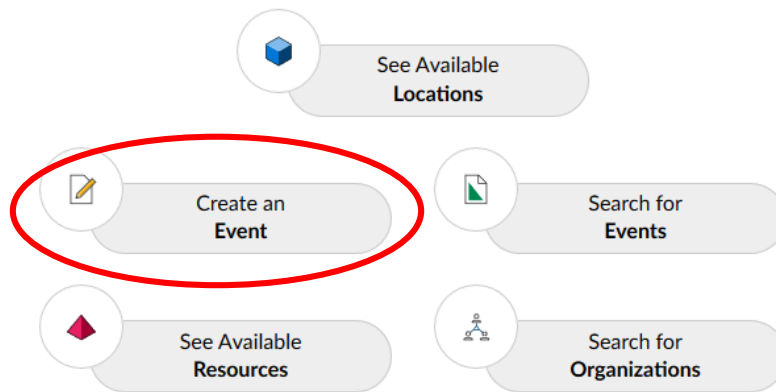 See Available
Locations
Create an
Event
Search for
Events
See Available
Resources
Search for
Organizations